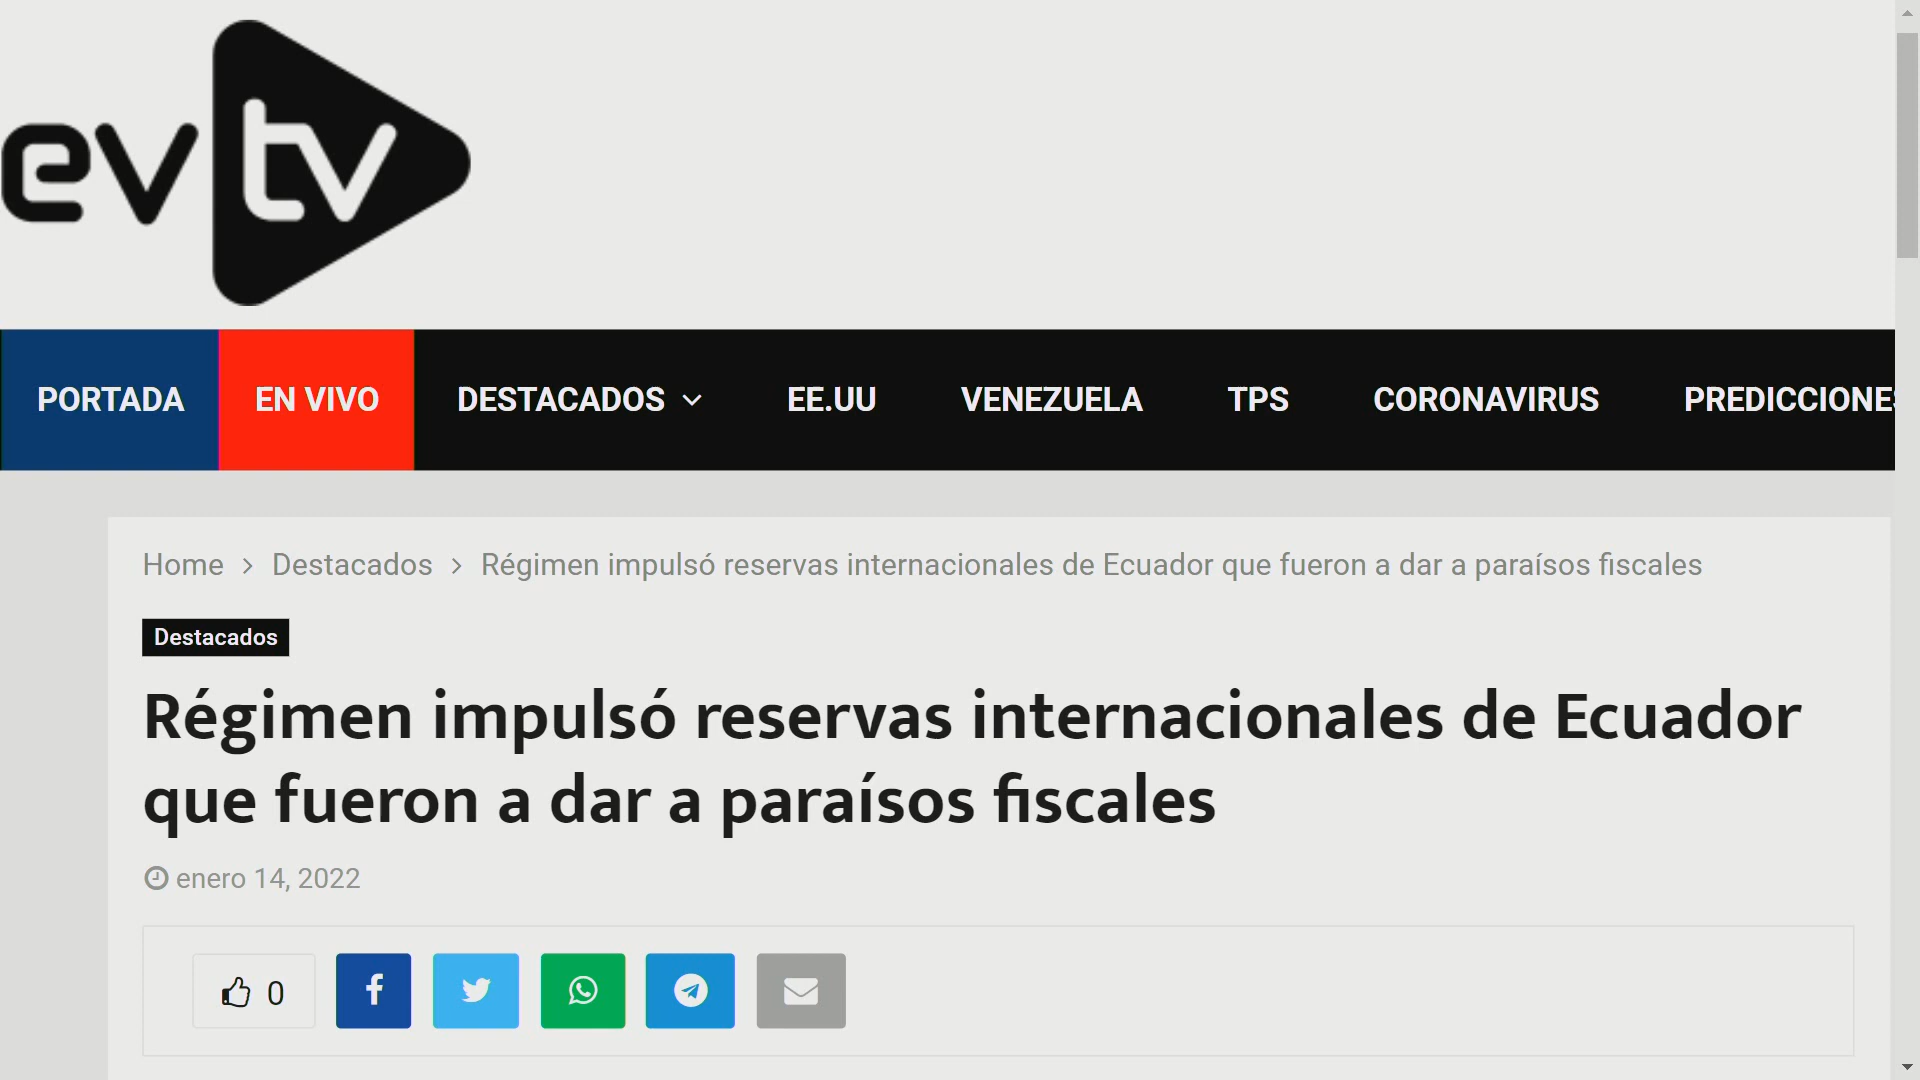 evtv
PORTADA EN VIVO DESTACADOS EE.UU VENEZUELA TPS CORONAVIRUS PREDICCIONES
Home > Destacados > Régimen impulsó reservas internacionales de Ecuador que fueron a dar a paraísos fiscales
Destacados
Régimen impulsó reservas internacionales de Ecuador
que fueron a dar a paraísos fiscales
enero 14, 2022
0